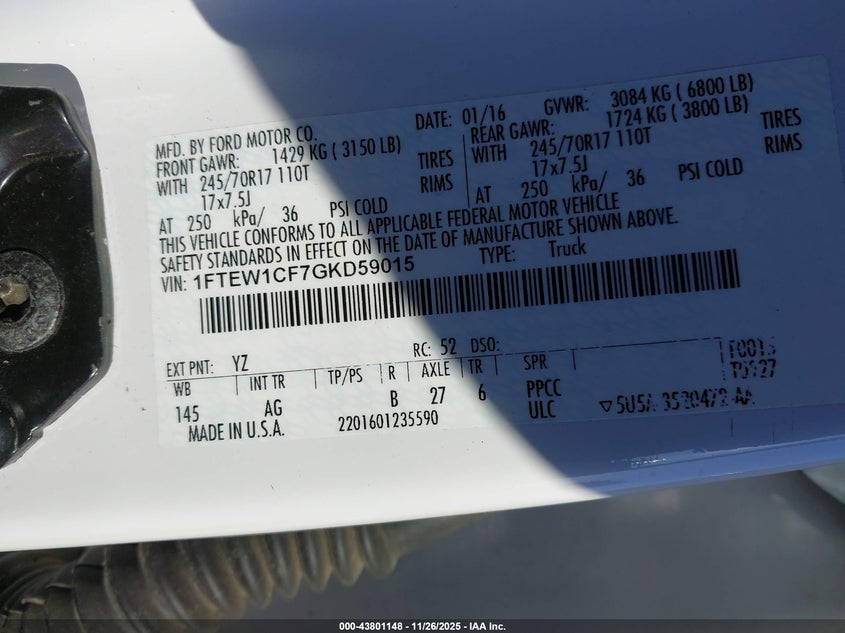 MFD. BY FORD MOTOR CO. DATE: 01/16 GVWR: 3084 KG ( 6800 LB)
FRONT GAWR: 1429 KG ( 3150 LB) REAR GAWR: 1724 KG ( 3800 LB)
WITH 245/70R17 110T TIRES WITH 245/70R17 110T TIRES
17x7.5J RIMS 17x7.5J RIMS
AT 250 kPa/ 36 PSI COLD AT 250 kPa/ 36 PSI COLD
THIS VEHICLE CONFORMS TO ALL APPLICABLE FEDERAL MOTOR VEHICLE
SAFETY STANDARDS IN EFFECT ON THE DATE OF MANUFACTURE SHOWN ABOVE.
VIN: 1FTEW1CF7GKD59015 TYPE: Truck
EXT PNT: YZ RC: 52 DSO:
WB INT TR TP/PS R AXLE TR SPR
145 AG B 27 6 PPCC
ULC
MADE IN U.S.A. 2201601235590
000-43801148 - 11/26/2025 - IAA Inc.